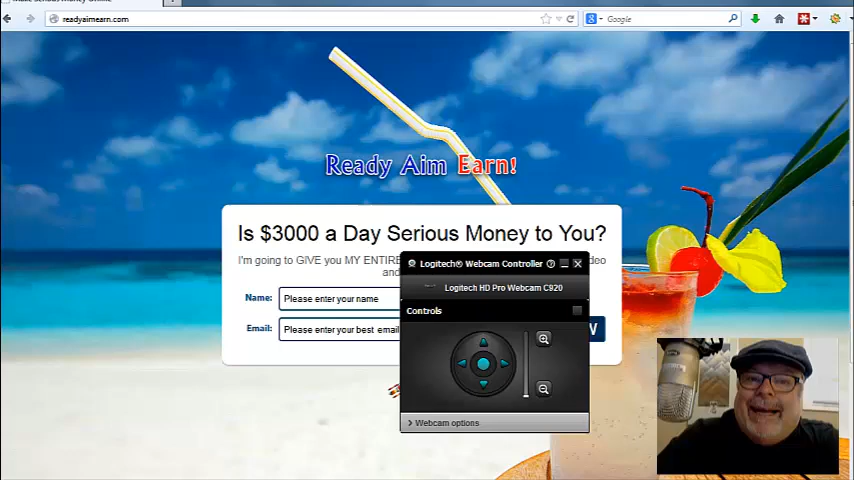 readyaimearn.com
Google
Ready Aim Earn!
Is $3000 a Day Serious Money to You?
I'm going to GIVE you MY ENTIRE
and
Name:
Please enter your name
Email:
Please enter your best email
W
Logitech® Webcam Controller
Logitech HD Pro Webcam C920
Controls
Webcam options